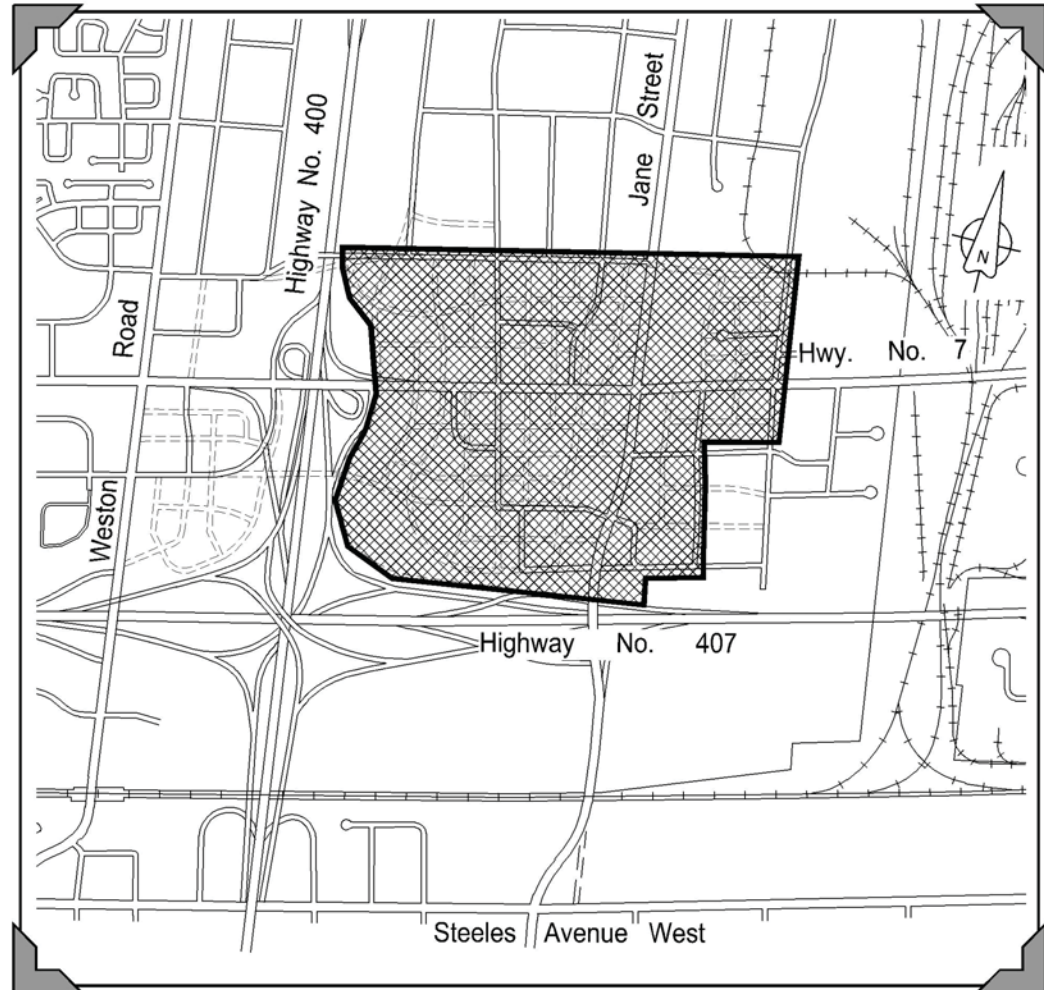 Highway No. 400
Jane Street
N
Road
Hwy. No. 7
Weston
Highway No. 407
Steeles Avenue West